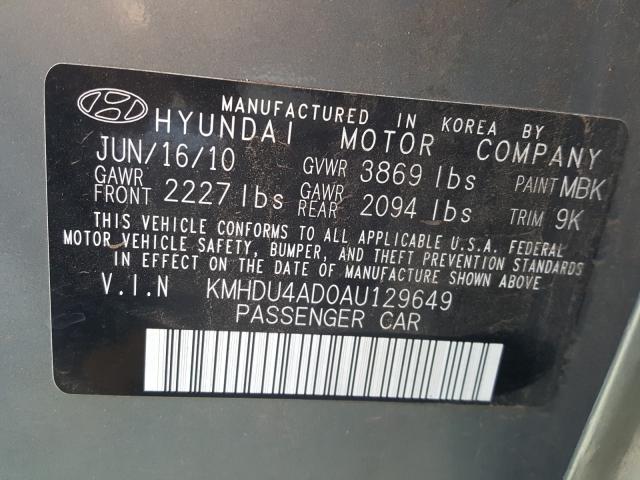 MANUFACTURED IN KOREA BY
HYUNDAI MOTOR COMPANY
JUN/16/10 GVWR 3869 lbs PAINT MBK
GAWR FRONT 2227 lbs GAWR REAR 2094 lbs TRIM 9K
THIS VEHICLE CONFORMS TO ALL APPLICABLE U.S.A. FEDERAL
MOTOR VEHICLE SAFETY, BUMPER, AND THEFT PREVENTION STANDARDS
IN EFFECT ON THE DATE OF MANUFACTURE SHOWN ABOVE
V.I.N KMHDU4AD0AU129649
PASSENGER CAR